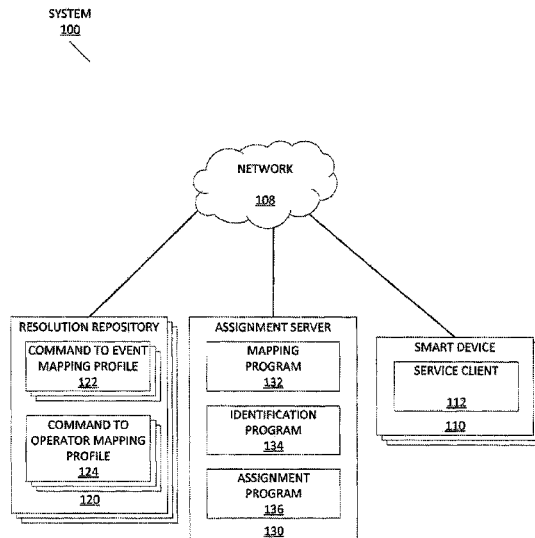 SYSTEM
100
NETWORK
108
RESOLUTION REPOSITORY
COMMAND TO EVENT
MAPPING PROFILE
122
COMMAND TO
OPERATOR MAPPING
PROFILE
124
120
ASSIGNMENT SERVER
MAPPING
PROGRAM
132
IDENTIFICATION
PROGRAM
134
ASSIGNMENT
PROGRAM
136
130
SMART DEVICE
SERVICE CLIENT
112
110